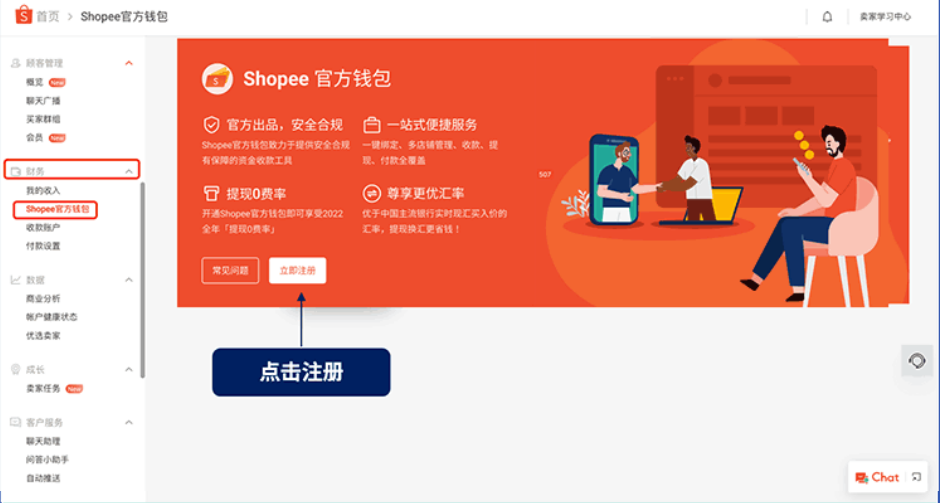 首页 > Shopee官方钱包
卖家学习中心
顾客管理
概览 New
聊天广播
买家群组
会员 New
财务
我的收入
Shopee官方钱包
收款账户
付款设置
数据
商业分析
帐户健康状态
优选卖家
成长
卖家任务 New
客户服务
聊天助理
问答小助手
自动推送
Shopee 官方钱包
官方出品，安全合规
Shopee官方钱包致力于提供安全合规
有保障的资金收款工具
一站式便捷服务
一键绑定、多店铺管理、收款、提
现、付款全覆盖
提现0费率
开通Shopee官方钱包即可享受2022
全年「提现0费率」
尊享更优汇率
优于中国主流银行实时现汇买入价的
汇率，提现换汇更省钱！
507
常见问题
立即注册
点击注册
Chat